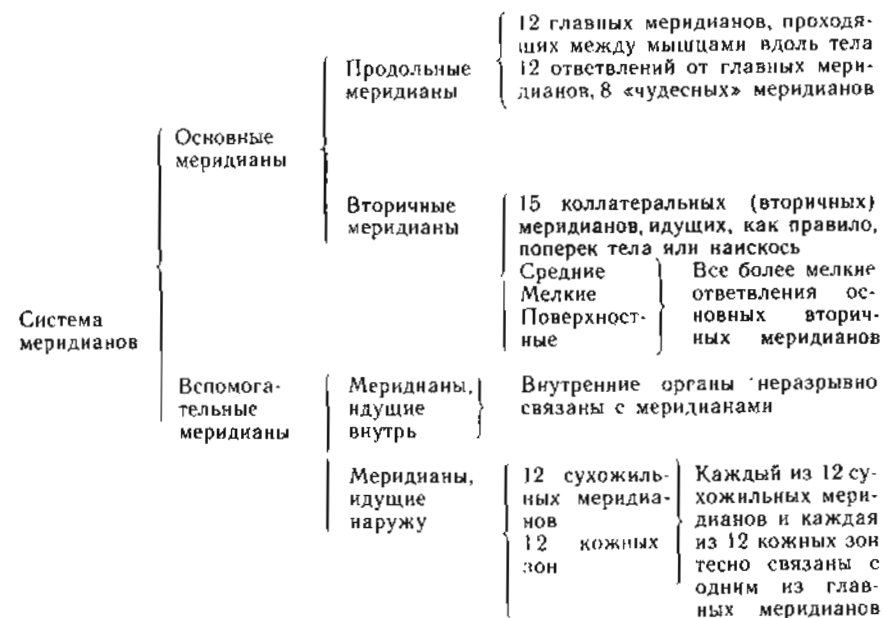 12 главных меридианов, проходя-
щих между мышцами вдоль тела
12 ответвлений от главных мери-
дианов, 8 «чудесных» меридианов
Продольные
меридианы
Основные
меридианы
Вторичные
меридианы
15 коллатеральных (вторичных)
меридианов, идущих, как правило,
поперек тела или наискось
Средние
Мелкие
Поверхност-
ные
Все более мелкие
ответвления ос-
новных вторич-
ных меридианов
Система
меридианов
Вспомога-
тельные
меридианы
Меридианы,
идущие
внутрь
Внутренние органы неразрывно
связаны с меридианами
Меридианы,
идущие
наружу
12 сухожиль-
ных меридиа-
нов
12 кожных
зон
Каждый из 12 су-
хожильных мери-
дианов и каждая
из 12 кожных зон
тесно связаны с
одним из глав-
ных меридианов